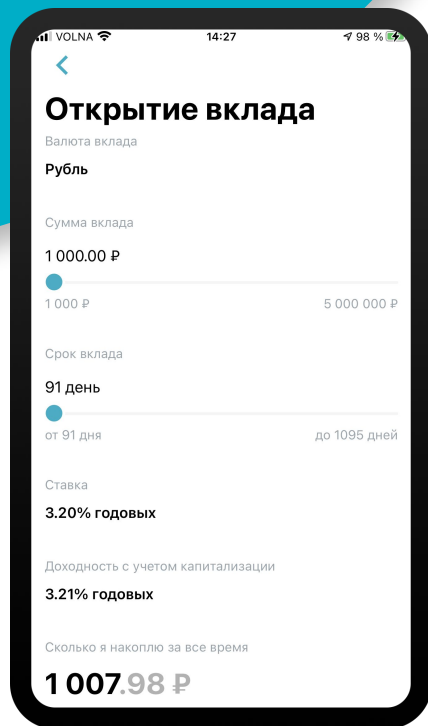 VOLNA 14:27 98 %
Открытие вклада
Валюта вклада
Рубль
Сумма вклада
1 000.00 ₽
1 000 ₽ 5 000 000 ₽
Срок вклада
91 день
от 91 дня до 1095 дней
Ставка
3.20% годовых
Доходность с учетом капитализации
3.21% годовых
Сколько я накоплю за все время
1 007.98 ₽